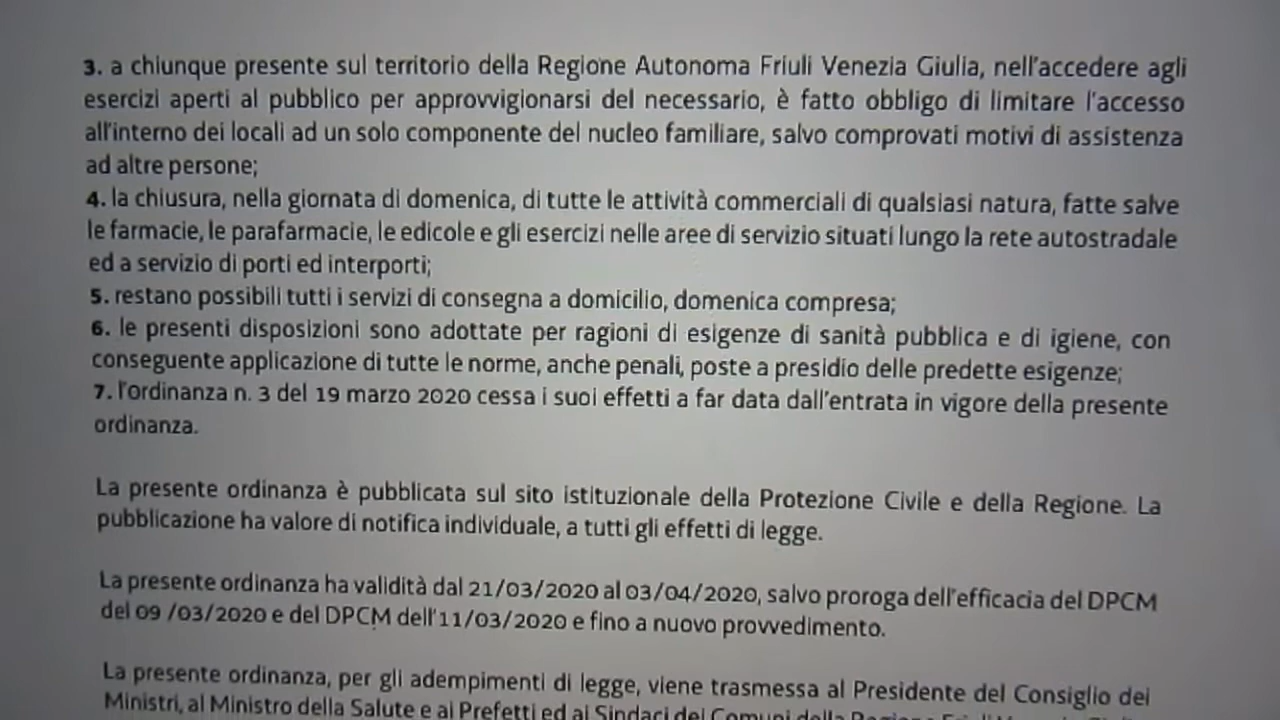 3. a chiunque presente sul territorio della Regione Autonoma Friuli Venezia Giulia, nell'accedere agli
esercizi aperti al pubblico per approvvigionarsi del necessario, è fatto obbligo di limitare l'accesso
all'interno dei locali ad un solo componente del nucleo familiare, salvo comprovati motivi di assistenza
ad altre persone;
4. la chiusura, nella giornata di domenica, di tutte le attività commerciali di qualsiasi natura, fatte salve
le farmacie, le parafarmacie, le edicole e gli esercizi nelle aree di servizio situati lungo la rete autostradale
ed a servizio di porti ed interporti;
5. restano possibili tutti i servizi di consegna a domicilio, domenica compresa;
6. le presenti disposizioni sono adottate per ragioni di esigenze di sanità pubblica e di igiene, con
conseguente applicazione di tutte le norme, anche penali, poste a presidio delle predette esigenze;
7. l'ordinanza n. 3 del 19 marzo 2020 cessa i suoi effetti a far data dall'entrata in vigore della presente
ordinanza.
La presente ordinanza è pubblicata sul sito istituzionale della Protezione Civile e della Regione. La
pubblicazione ha valore di notifica individuale, a tutti gli effetti di legge.
La presente ordinanza ha validità dal 21/03/2020 al 03/04/2020, salvo proroga dell'efficacia del DPCM
del 09 /03/2020 e del DPCM dell'11/03/2020 e fino a nuovo provvedimento.
La presente ordinanza, per gli adempimenti di legge, viene trasmessa al Presidente del Consiglio dei
Ministri, al Ministro della Salute e ai Prefetti ed ai Sindaci dei Comuni della Regione